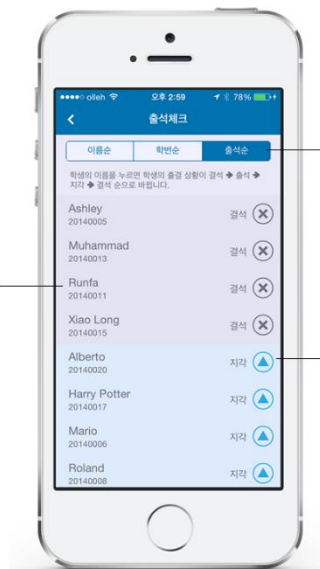 olleh 오후 2:59 78%
출석체크
이름순 학번순 출석순
학생의 이름을 누르면 학생의 출결 상황이 결석 → 출석 →
지각 → 결석 순으로 바뀝니다.
Ashley 결석
20140005
Muhammad 결석
20140013
Runfa 결석
20140011
Xiao Long 결석
20140015
Alberto 지각
20140020
Harry Potter 지각
20140017
Mario 지각
20140006
Roland 지각
20140008